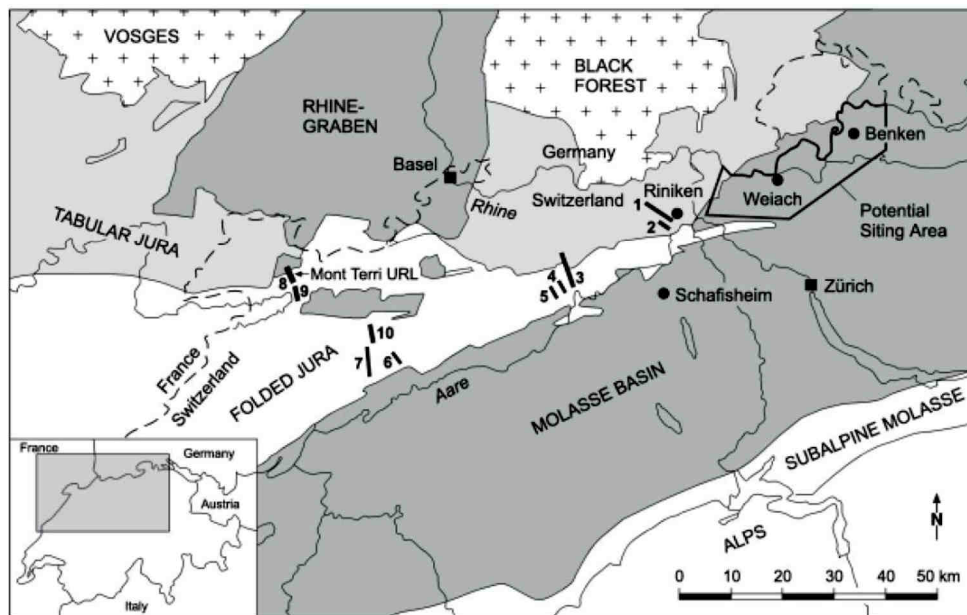 VOSGES
BLACK
FOREST
RHINE-
GRABEN
Benken
Basel
Germany
Rhine
Switzerland
Riniken
1
2
Weiach
Potential
Siting Area
TABULAR JURA
Mont Terri URL
8
9
4
3
5
Schafisheim
Zürich
10
7
6
France
Switzerland
FOLDED JURA
Aare
MOLASSE BASIN
SUBALPINE MOLASSE
ALPS
N
France
Germany
Austria
Italy
0 10 20 30 40 50 km